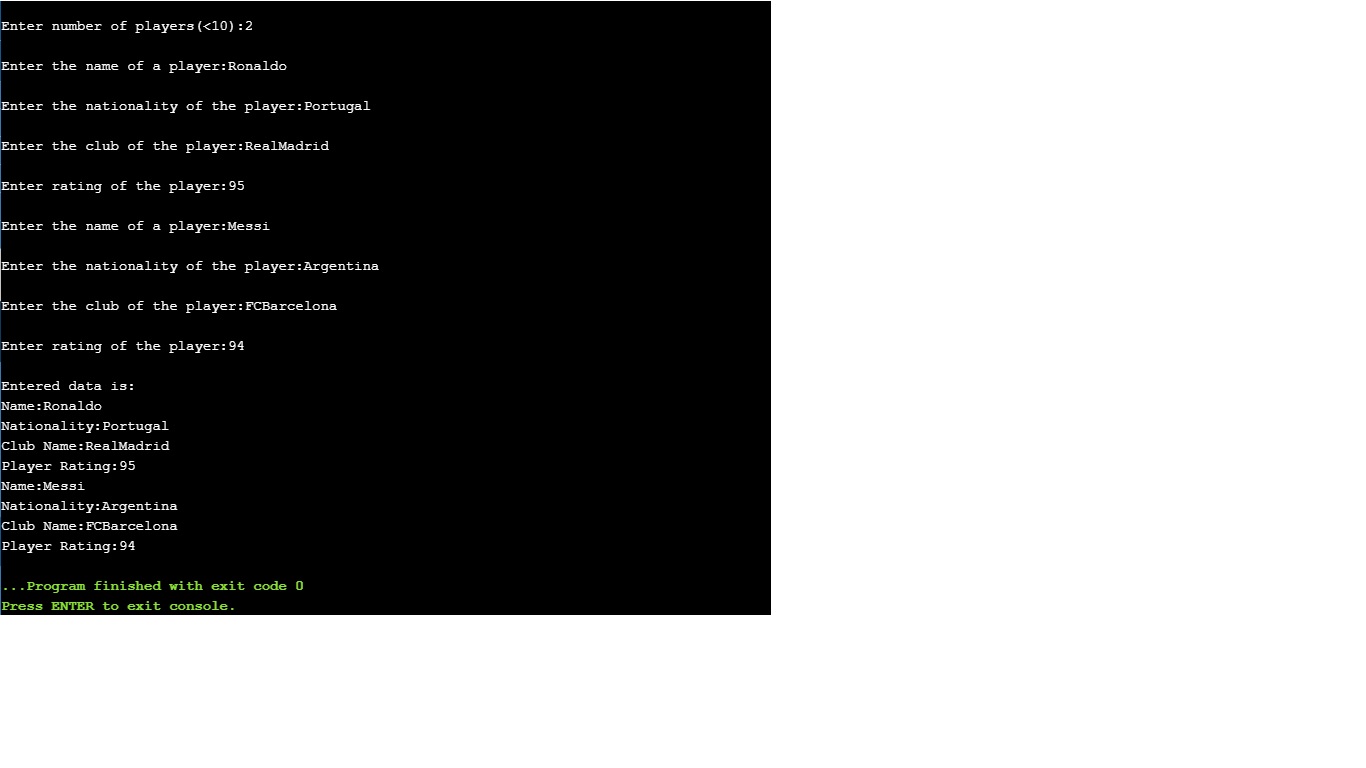 Enter number of players(<10):2
Enter the name of a player:Ronaldo
Enter the nationality of the player:Portugal
Enter the club of the player:RealMadrid
Enter rating of the player:95
Enter the name of a player:Messi
Enter the nationality of the player:Argentina
Enter the club of the player:FCBarcelona
Enter rating of the player:94
Entered data is:
Name:Ronaldo
Nationality:Portugal
Club Name:RealMadrid
Player Rating:95
Name:Messi
Nationality:Argentina
Club Name:FCBarcelona
Player Rating:94
...Program finished with exit code 0
Press ENTER to exit console.